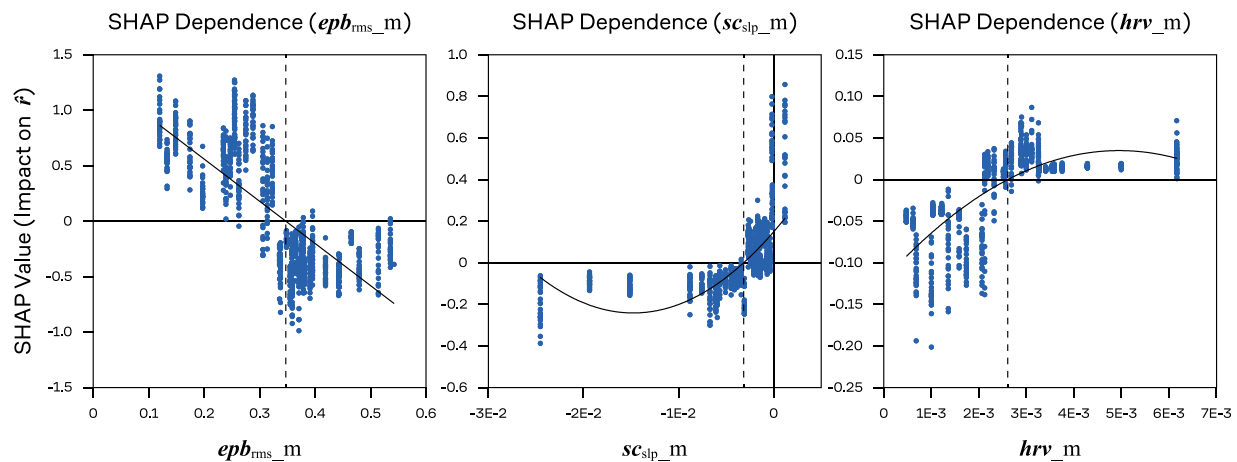 SHAP Dependence (epb_rms_m)
SHAP Dependence (sc_slp_m)
SHAP Dependence (hrv_m)
SHAP Value (Impact on r̂)
1.5
1.0
0.5
0
-0.5
-1.0
-1.5
0
0.1
0.2
0.3
0.4
0.5
0.6
epb_rms_m
1.0
0.8
0.6
0.4
0.2
0
-0.2
-0.4
-0.6
-3E-2
-2E-2
-1E-2
0
sc_slp_m
0.15
0.10
0.05
0
-0.05
-0.10
-0.15
-0.20
-0.25
0
1E-3
2E-3
3E-3
4E-3
5E-3
6E-3
7E-3
hrv_m